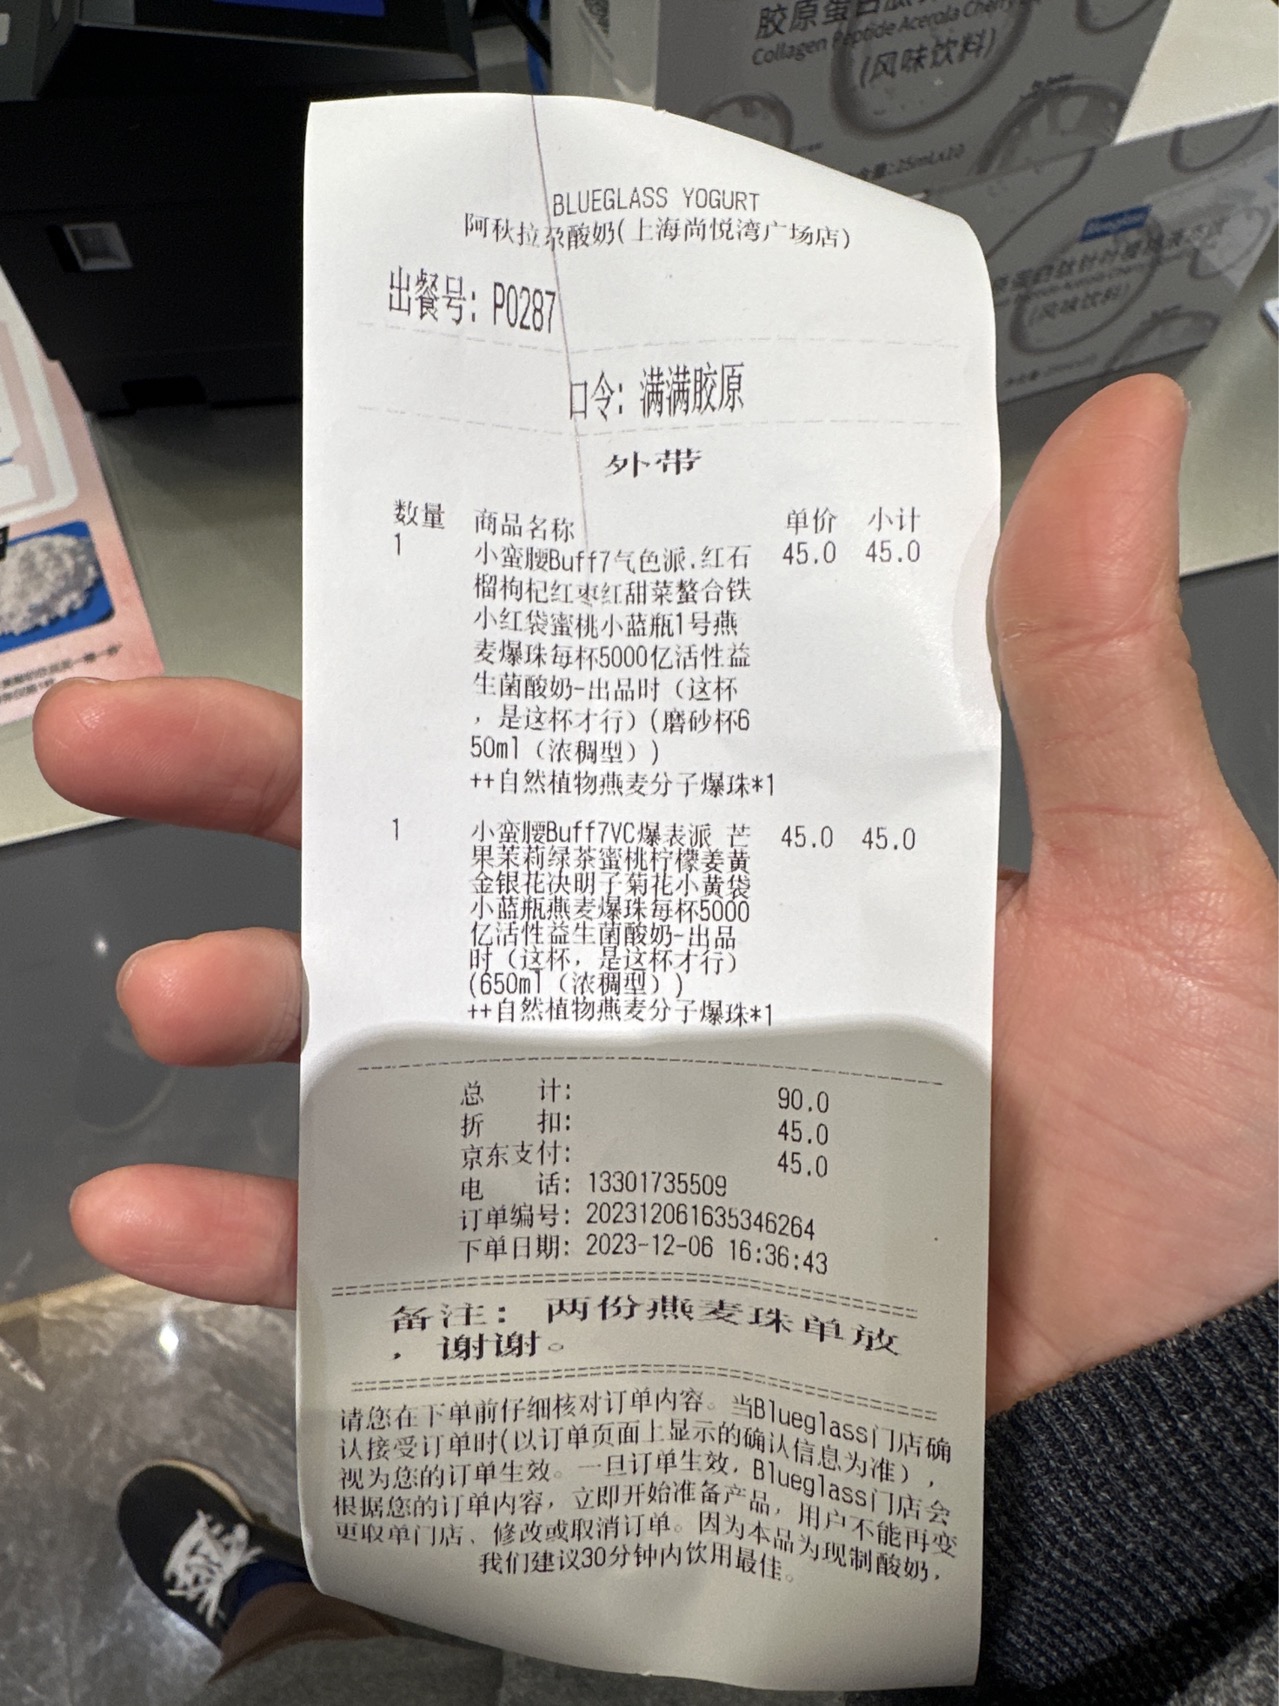 胶原蛋白肽
Collagen Peptide Acerola Cherry
(风味饮料)
25mLx10
Blueglass
(风味饮料)
BLUEGLASS YOGURT
阿秋拉尕酸奶(上海尚悦湾广场店)
出餐号: P0287
口令: 满满胶原
外带
数量 商品名称 单价 小计
1 小蛮腰Buff7气色派.红石 45.0 45.0
榴枸杞红枣红甜菜螯合铁
小红袋蜜桃小蓝瓶1号燕
麦爆珠每杯5000亿活性益
生菌酸奶-出品时（这杯
，是这杯才行）(磨砂杯6
50ml（浓稠型）)
++自然植物燕麦分子爆珠*1
1 小蛮腰Buff7VC爆表派 芒 45.0 45.0
果茉莉绿茶蜜桃柠檬姜黄
金银花决明子菊花小黄袋
小蓝瓶燕麦爆珠每杯5000
亿活性益生菌酸奶-出品
时（这杯，是这杯才行）
(650ml（浓稠型）)
++自然植物燕麦分子爆珠*1
总 计: 90.0
折 扣: 45.0
京东支付: 45.0
电 话: 13301735509
订单编号: 202312061635346264
下单日期: 2023-12-06 16:36:43
备注: 两份燕麦珠单放
，谢谢。
请您在下单前仔细核对订单内容。当Blueglass门店确
认接受订单时(以订单页面上显示的确认信息为准)，
视为您的订单生效。一旦订单生效，Blueglass门店会
根据您的订单内容，立即开始准备产品，用户不能再变
更取单门店、修改或取消订单。因为本品为现制酸奶，
我们建议30分钟内饮用最佳。